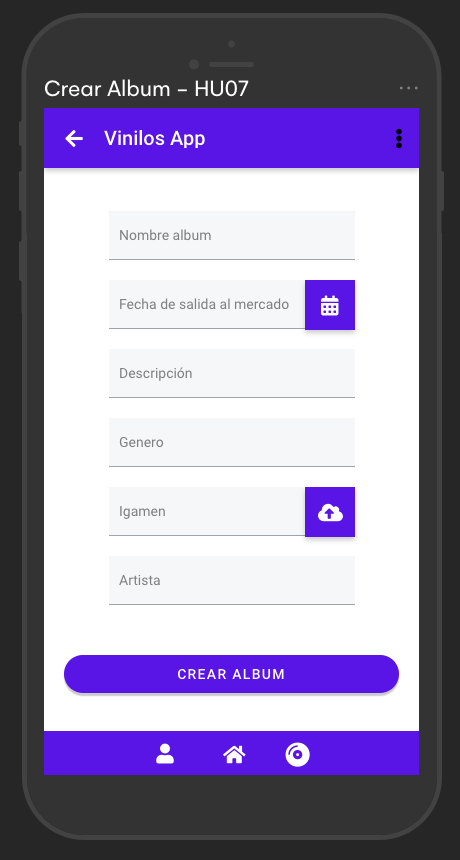 Crear Album - HU07
Vinilos App
Nombre album
Fecha de salida al mercado
Descripción
Genero
Igamen
Artista
CREAR ALBUM